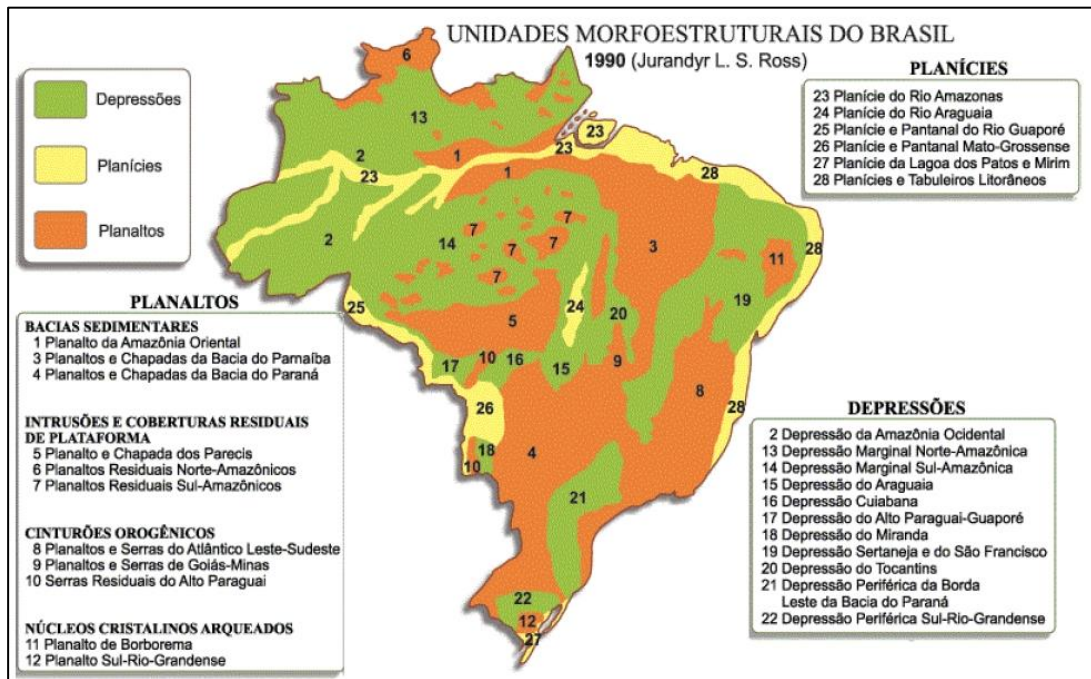 UNIDADES MORFOESTRUTURAIS DO BRASIL
1990 (Jurandyr L. S. Ross)
Depressões
Planícies
Planaltos
PLANÍCIES
23 Planície do Rio Amazonas
24 Planície do Rio Araguaia
25 Planície e Pantanal do Rio Guaporé
26 Planície e Pantanal Mato-Grossense
27 Planície da Lagoa dos Patos e Mirim
28 Planícies e Tabuleiros Litorâneos
PLANALTOS
BACIAS SEDIMENTARES
1 Planalto da Amazônia Oriental
3 Planaltos e Chapadas da Bacia do Parnaíba
4 Planaltos e Chapadas da Bacia do Paraná
INTRUSÕES E COBERTURAS RESIDUAIS
DE PLATAFORMA
5 Planalto e Chapada dos Parecis
6 Planaltos Residuais Norte-Amazônicos
7 Planaltos Residuais Sul-Amazônicos
CINTURÕES OROGÊNICOS
8 Planaltos e Serras do Atlântico Leste-Sudeste
9 Planaltos e Serras de Goiás-Minas
10 Serras Residuais do Alto Paraguai
NÚCLEOS CRISTALINOS ARQUEADOS
11 Planalto de Borborema
12 Planalto Sul-Rio-Grandense
6
13
23
1
23
2
23
1
28
7
2
14
7
7
7
3
11
28
7
25
24
20
19
5
17
10
16
15
9
8
26
28
18
4
10
21
22
12
27
DEPRESSÕES
2 Depressão da Amazônia Ocidental
13 Depressão Marginal Norte-Amazônica
14 Depressão Marginal Sul-Amazônica
15 Depressão do Araguaia
16 Depressão Cuiabana
17 Depressão do Alto Paraguai-Guaporé
18 Depressão do Miranda
19 Depressão Sertaneja e do São Francisco
20 Depressão do Tocantins
21 Depressão Periférica da Borda
Leste da Bacia do Paraná
22 Depressão Periférica Sul-Rio-Grandense